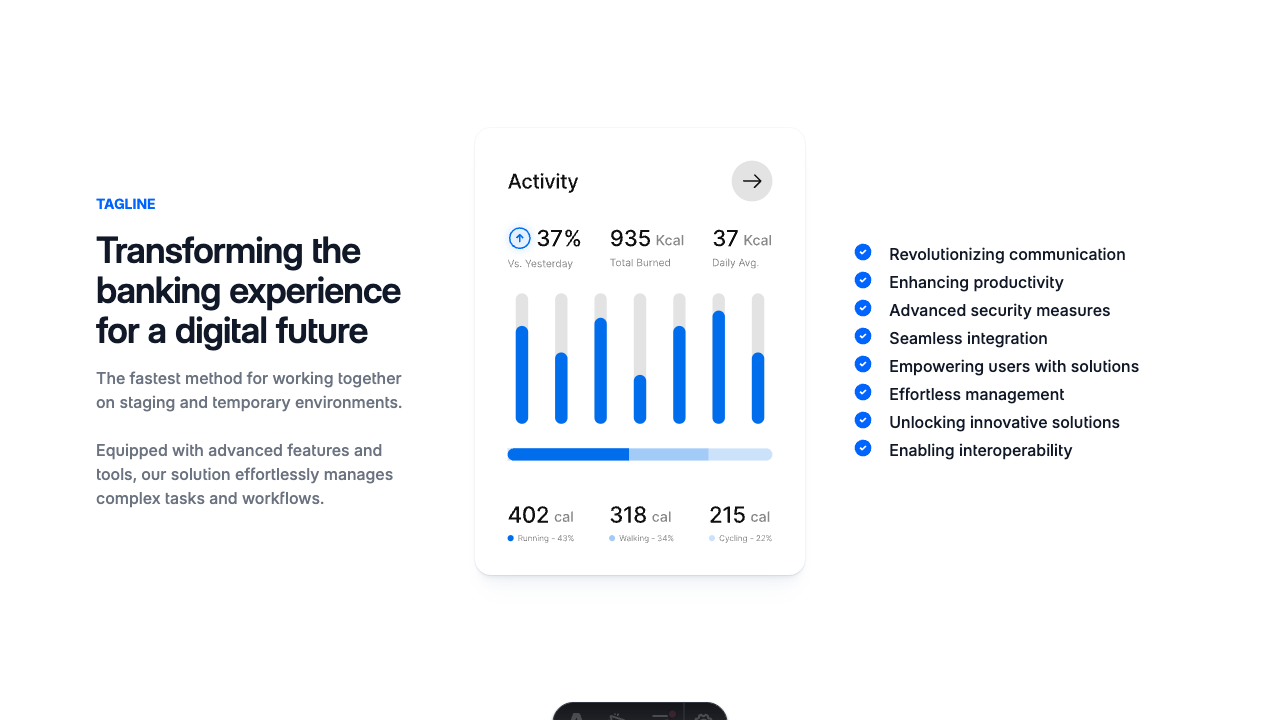 TAGLINE
Transforming the
banking experience
for a digital future
The fastest method for working together
on staging and temporary environments.
Equipped with advanced features and
tools, our solution effortlessly manages
complex tasks and workflows.
Activity
37% 935 Kcal 37 Kcal
Vs. Yesterday Total Burned Daily Avg.
402 cal 318 cal 215 cal
Running - 43% Walking - 34% Cycling - 22%
Revolutionizing communication
Enhancing productivity
Advanced security measures
Seamless integration
Empowering users with solutions
Effortless management
Unlocking innovative solutions
Enabling interoperability